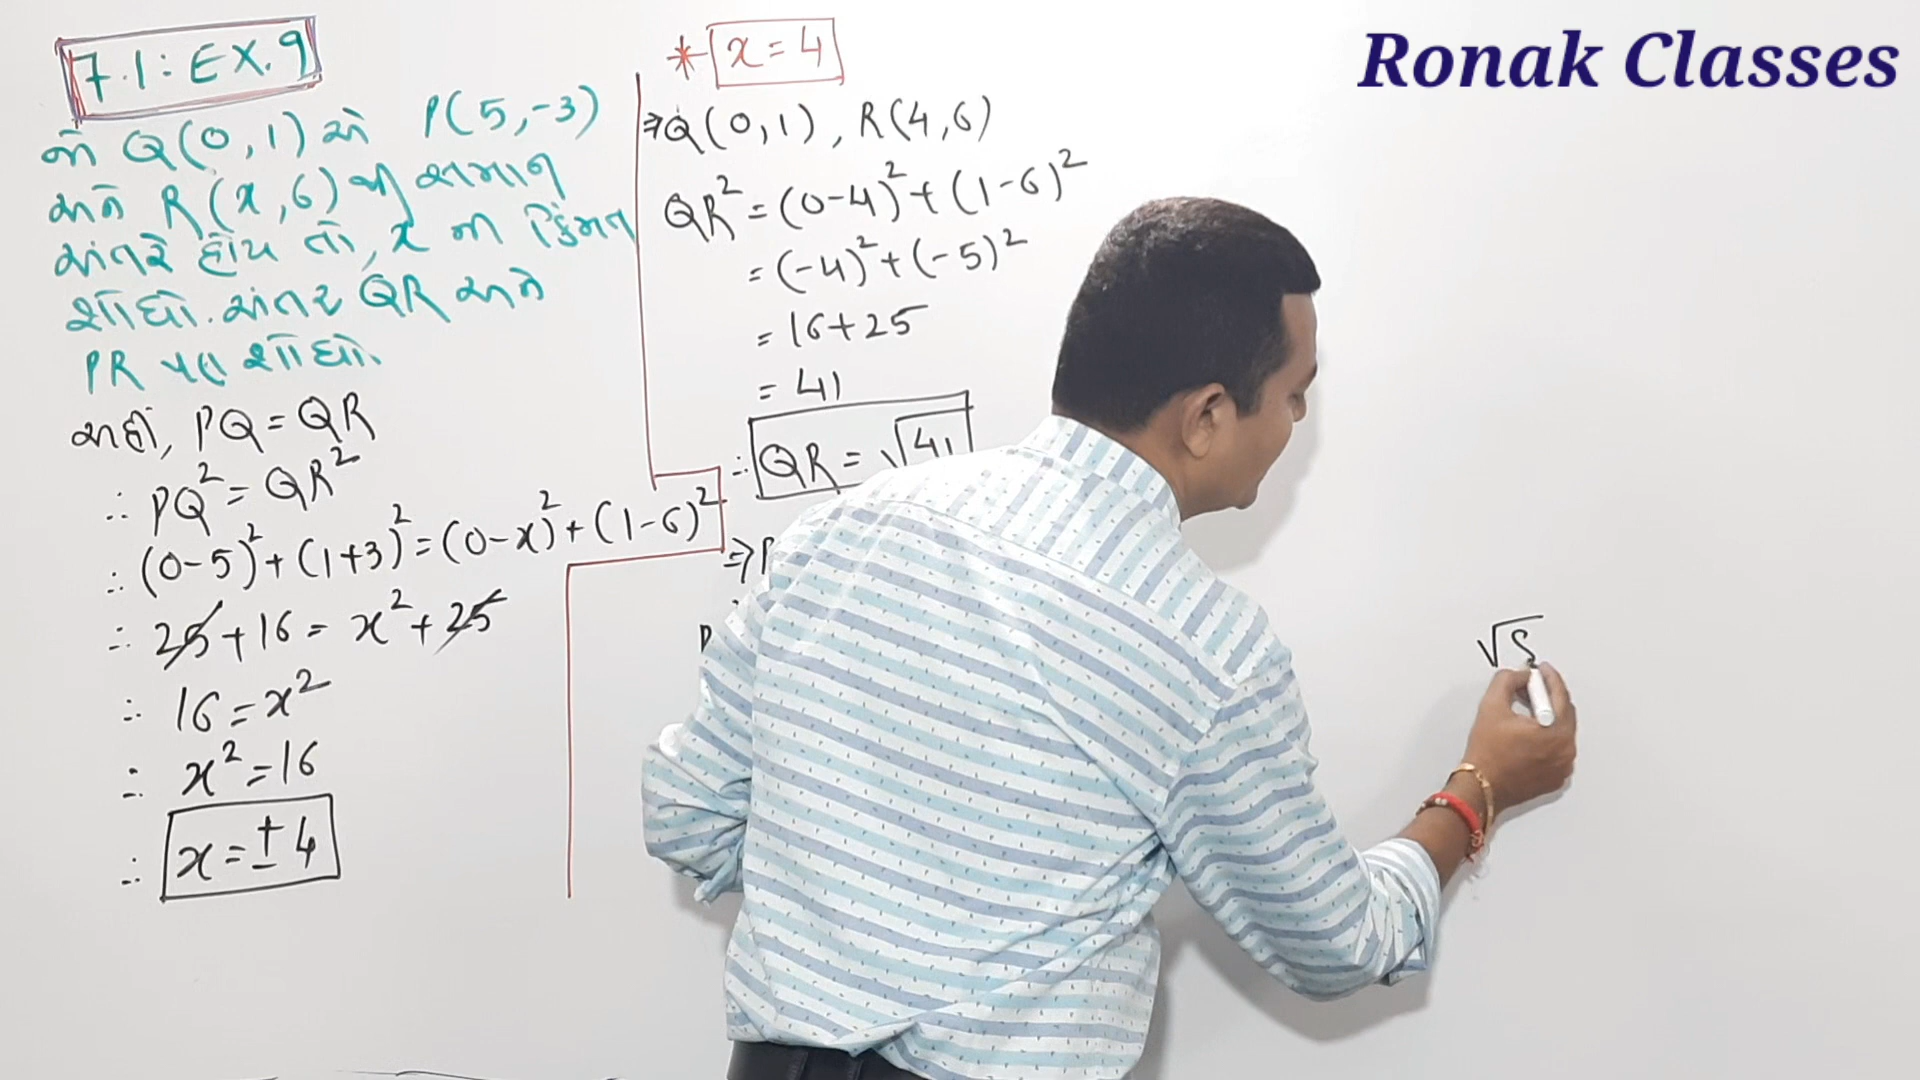 Ronak Classes
7.1 : EX.9
જો Q(0,1) એ P(5,-3)
અને R(x,6) થી સમાન
અંતરે હોય તો, x ની કિંમત
શોધો. અંતર QR અને
PR પણ શોધો.
અહીં, PQ = QR
∴ PQ² = QR²
∴ (0-5)² + (1+3)² = (0-x)² + (1-6)²
∴ 25 + 16 = x² + 25
∴ 16 = x²
∴ x² = 16
∴ x = ± 4
* x = 4
⇒ Q(0,1), R(4,6)
QR² = (0-4)² + (1-6)²
= (-4)² + (-5)²
= 16+25
= 41
∴ QR = √41
⇒ P